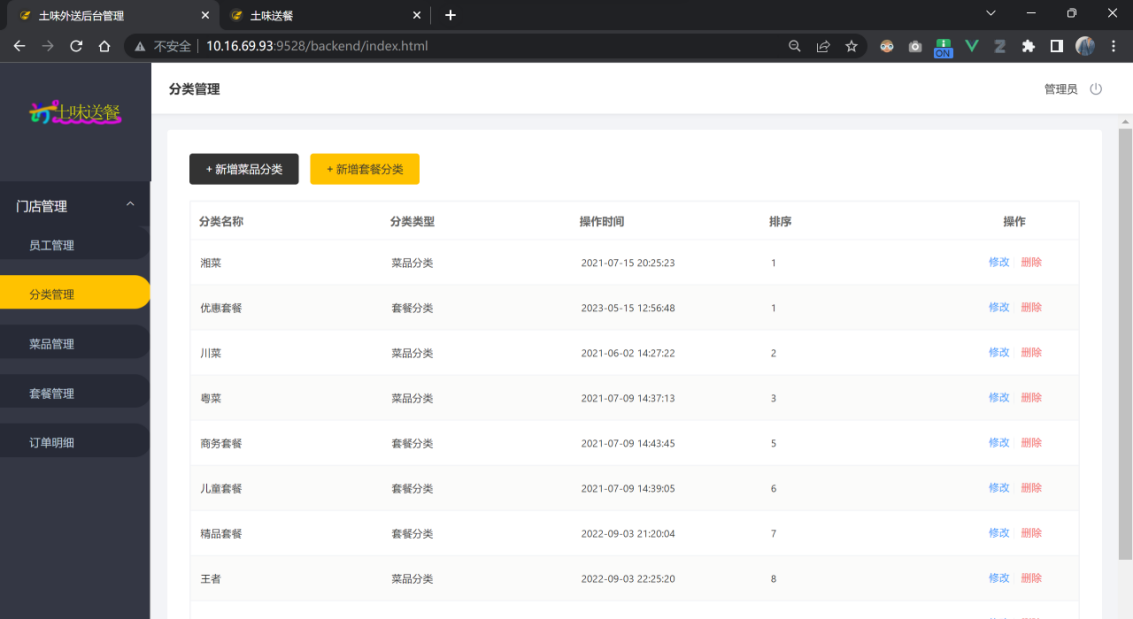 土味外送后台管理
土味送餐
不安全 10.16.69.93:9528/backend/index.html
ON
土味送餐
分类管理
管理员
门店管理
员工管理
分类管理
菜品管理
套餐管理
订单明细
+ 新增菜品分类 + 新增套餐分类
分类名称 分类类型 操作时间 排序 操作
湘菜 菜品分类 2021-07-15 20:25:23 1 修改 删除
优惠套餐 套餐分类 2023-05-15 12:56:48 1 修改 删除
川菜 菜品分类 2021-06-02 14:27:22 2 修改 删除
粤菜 菜品分类 2021-07-09 14:37:13 3 修改 删除
商务套餐 套餐分类 2021-07-09 14:43:45 5 修改 删除
儿童套餐 套餐分类 2021-07-09 14:39:05 6 修改 删除
精品套餐 套餐分类 2022-09-03 21:20:04 7 修改 删除
王者 菜品分类 2022-09-03 22:25:20 8 修改 删除